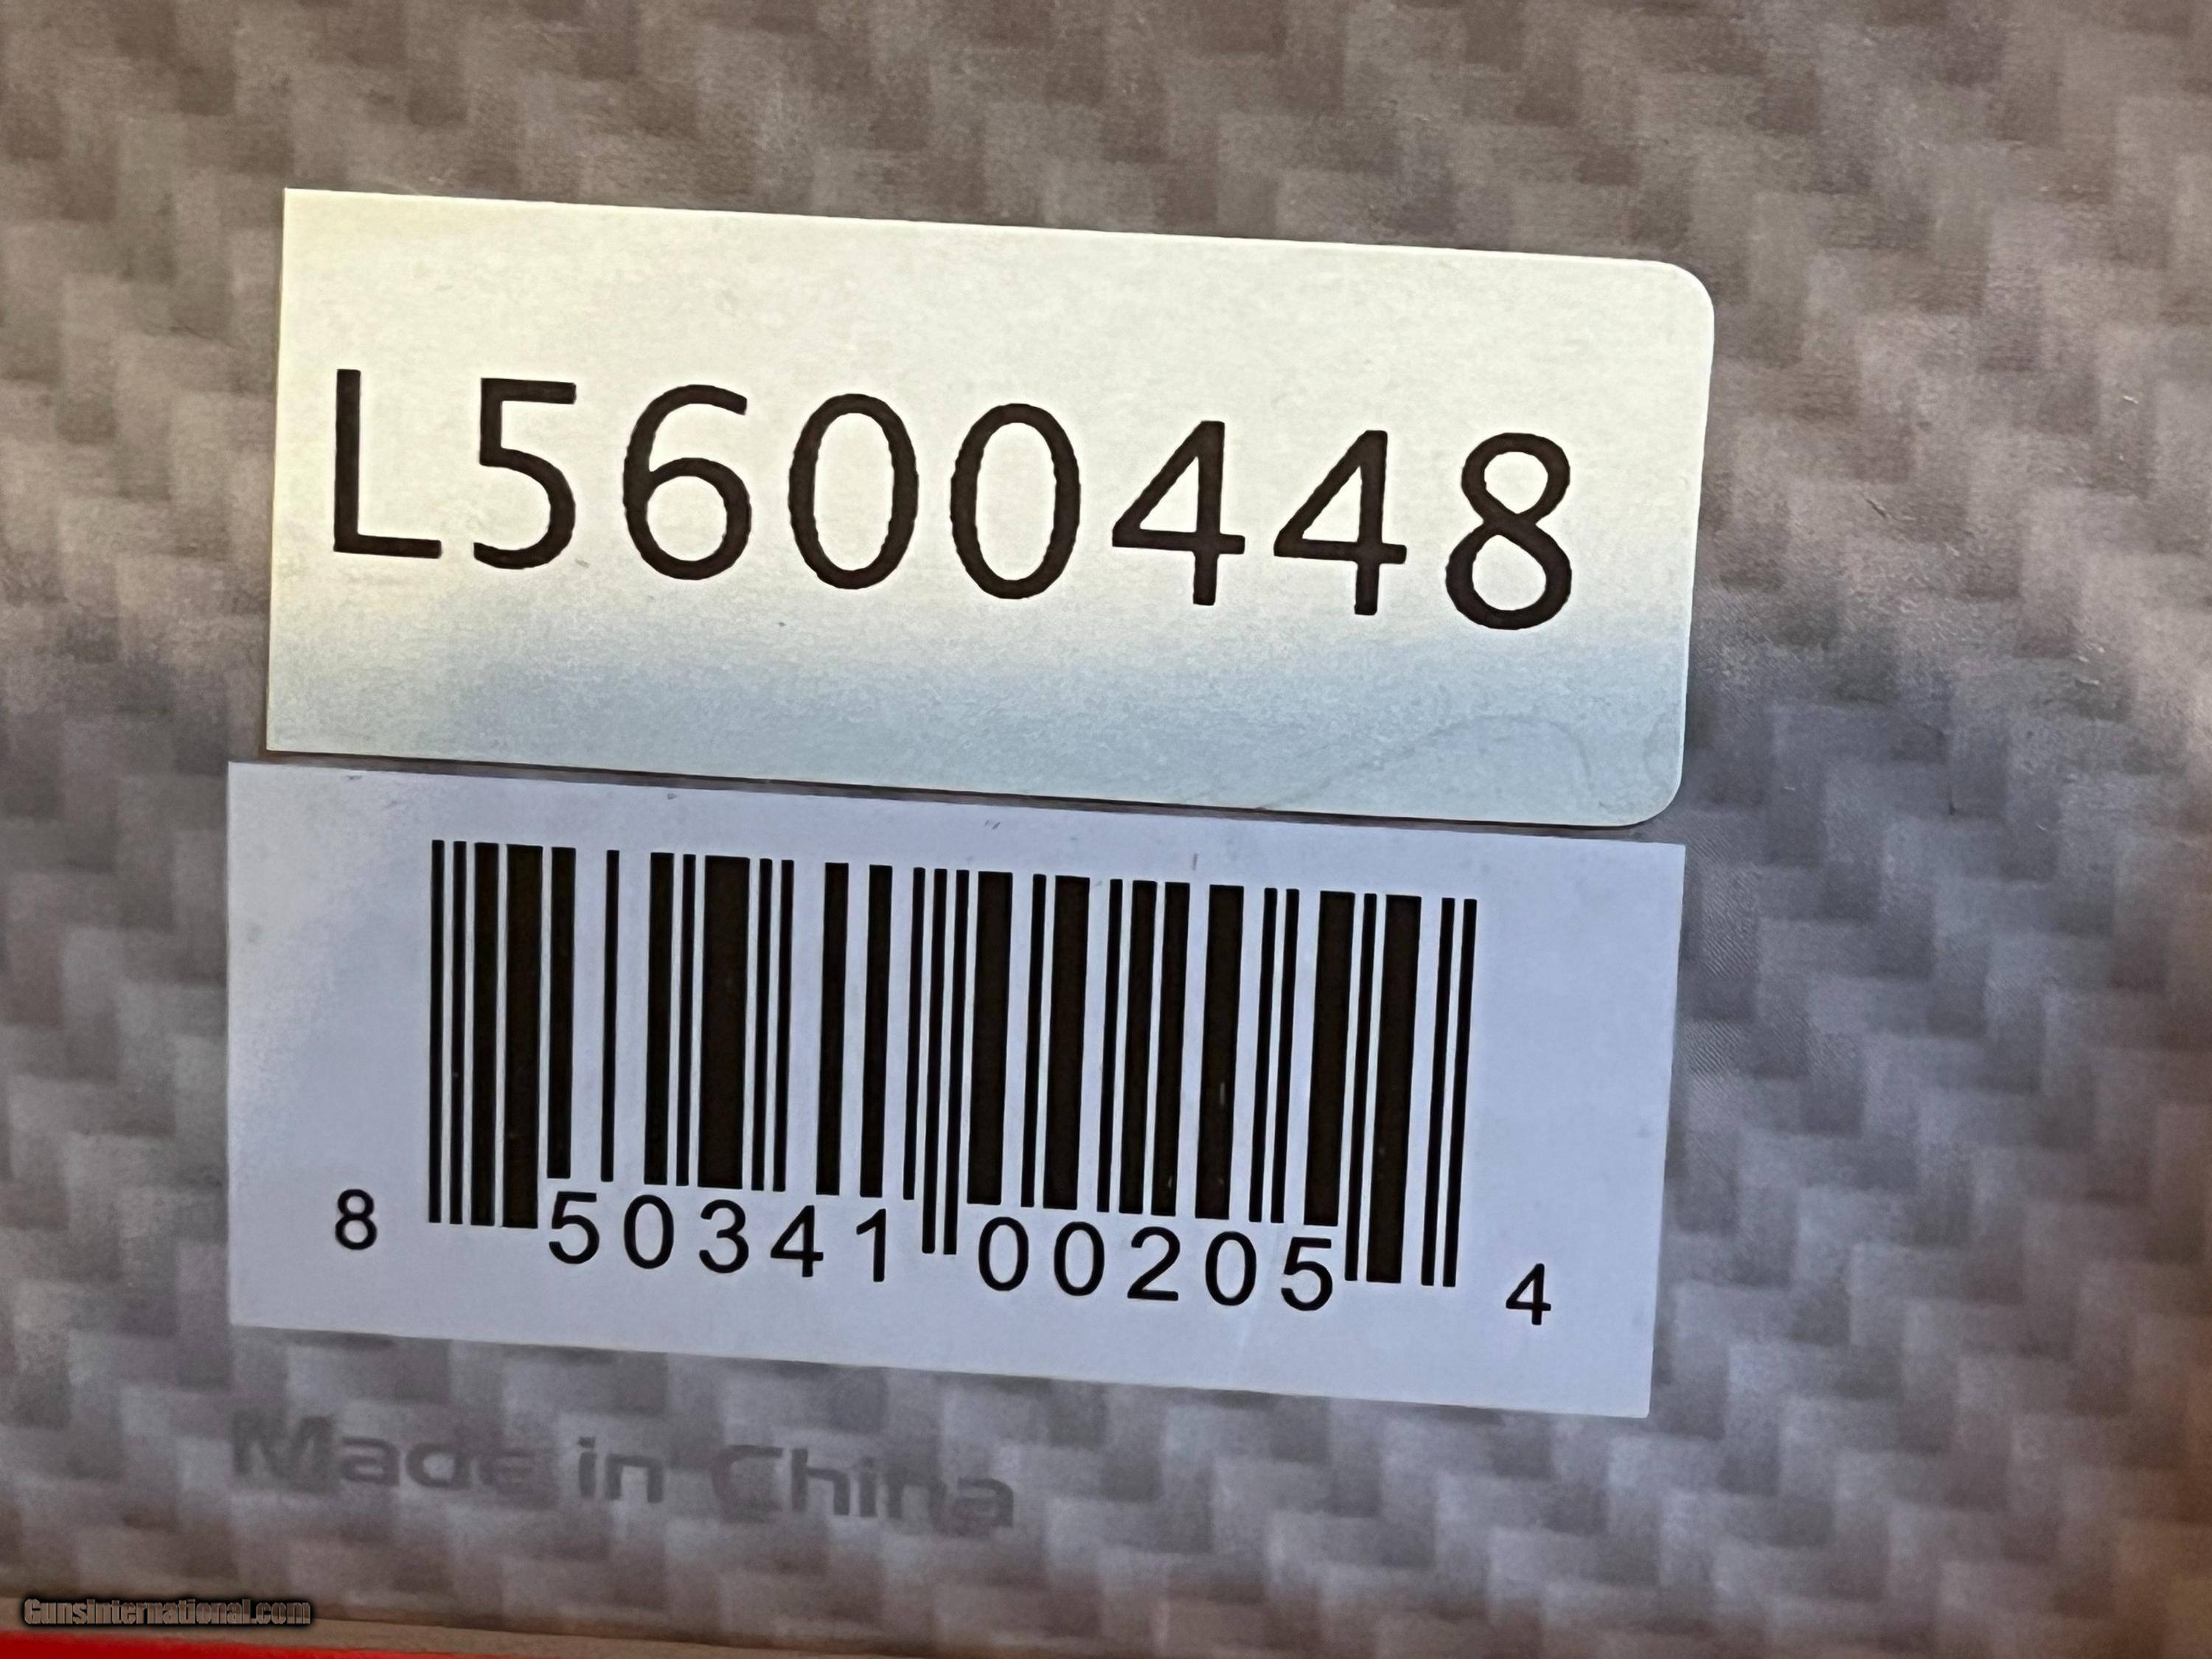 L5600448
8 50341 00205 4
Made in China
GunsInternational.com